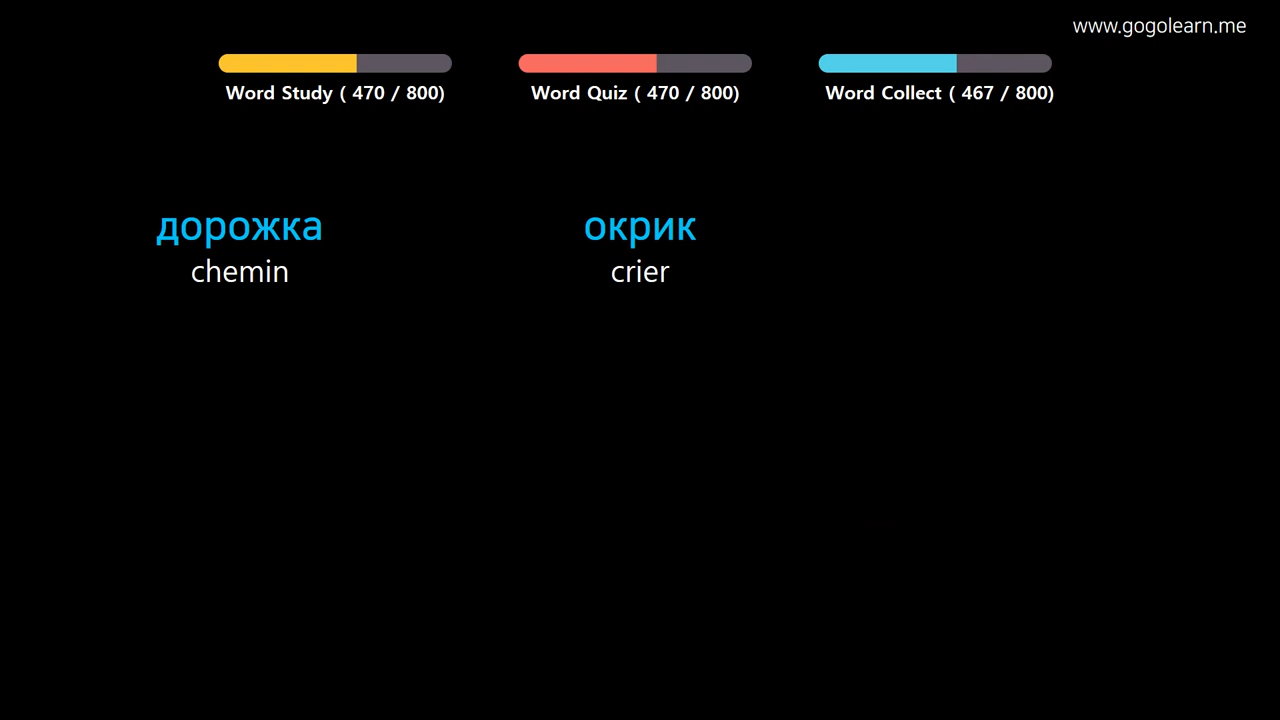 www.gogolearn.me
Word Study ( 470 / 800)
Word Quiz ( 470 / 800)
Word Collect ( 467 / 800)
дорожка
chemin
окрик
crier